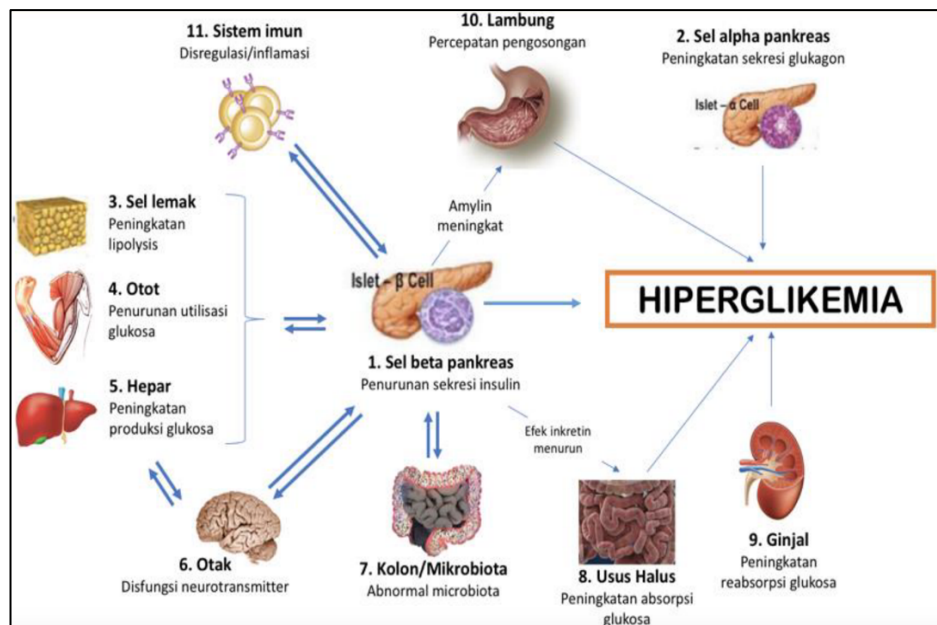 11. Sistem imun
Disregulasi/inflamasi
10. Lambung
Percepatan pengosongan
2. Sel alpha pankreas
Peningkatan sekresi glukagon
Islet - α Cell
3. Sel lemak
Peningkatan
lipolysis
4. Otot
Penurunan utilisasi
glukosa
5. Hepar
Peningkatan
produksi glukosa
Amylin
meningkat
Islet - β Cell
1. Sel beta pankreas
Penurunan sekresi insulin
HIPERGLIKEMIA
Efek inkretin
menurun
6. Otak
Disfungsi neurotransmitter
7. Kolon/Mikrobiota
Abnormal microbiota
8. Usus Halus
Peningkatan absorpsi
glukosa
9. Ginjal
Peningkatan
reabsorpsi glukosa